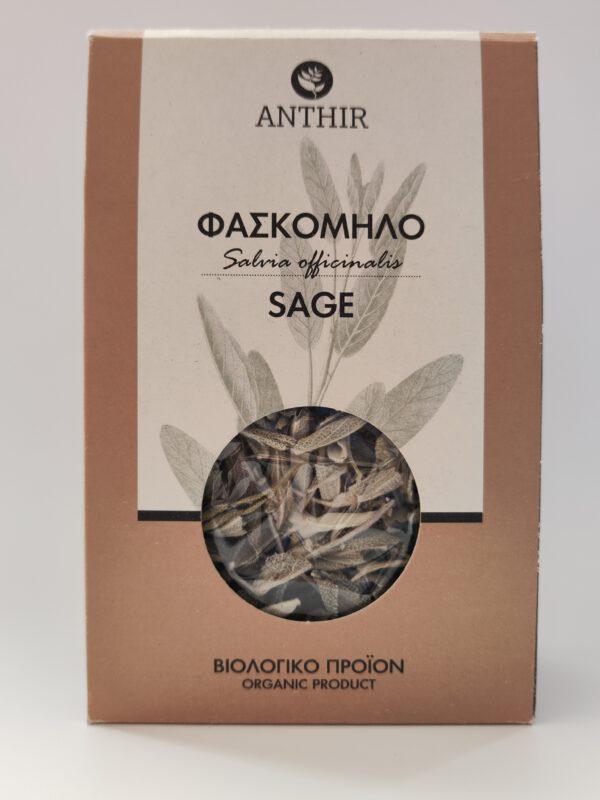 ANTHIR
ΦΑΣΚΟΜΗΛΟ
Salvia officinalis
SAGE
ΒΙΟΛΟΓΙΚΟ ΠΡΟΪΟΝ
ORGANIC PRODUCT